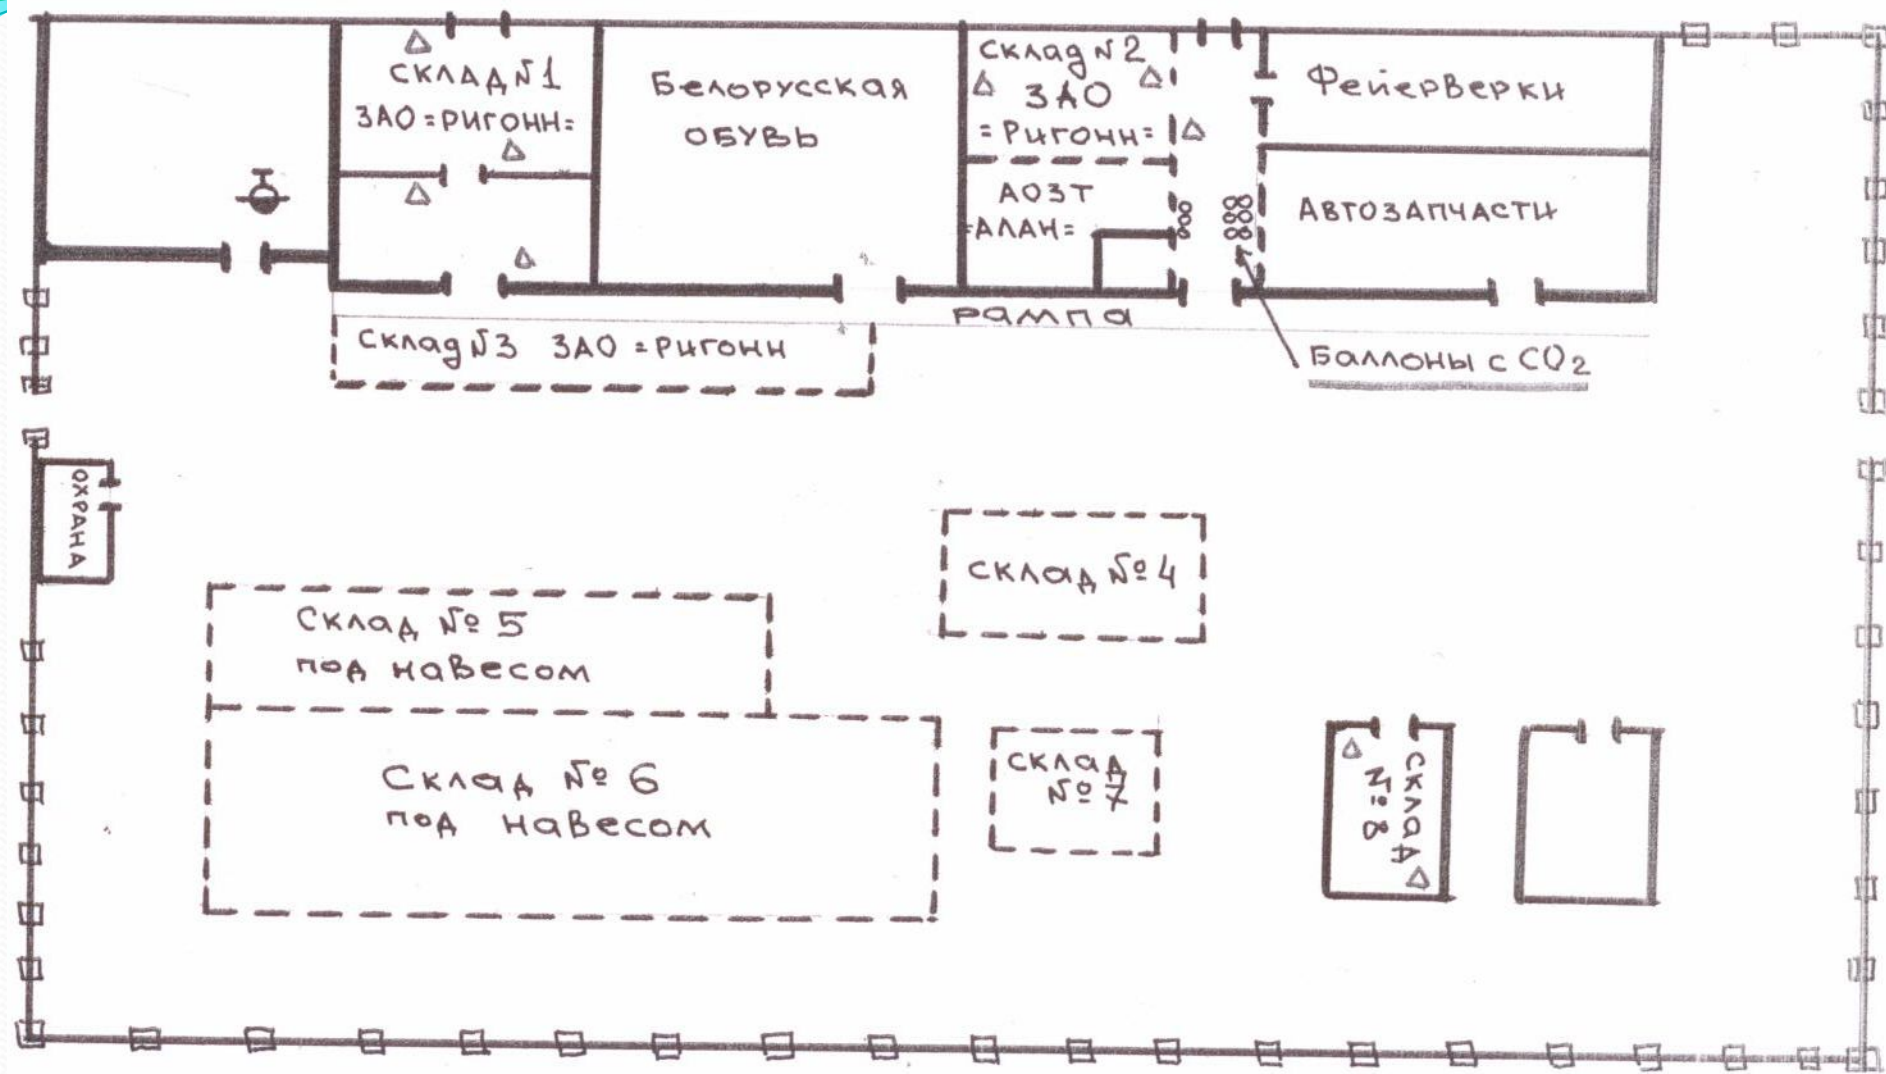 СКЛАД №1
ЗАО =РИГОНН=
Белорусская
ОБУВЬ
Склад №2
ЗАО
=Ригонн=
АОЗТ
=АЛАН=
Фейерверки
АВТОЗАПЧАСТИ
рампа
Склад №3 ЗАО =РИГОНН
Баллоны с СО2
ОХРАНА
склад №4
Склад №5
под навесом
Склад №6
под навесом
склад
№7
СКЛАД
№8